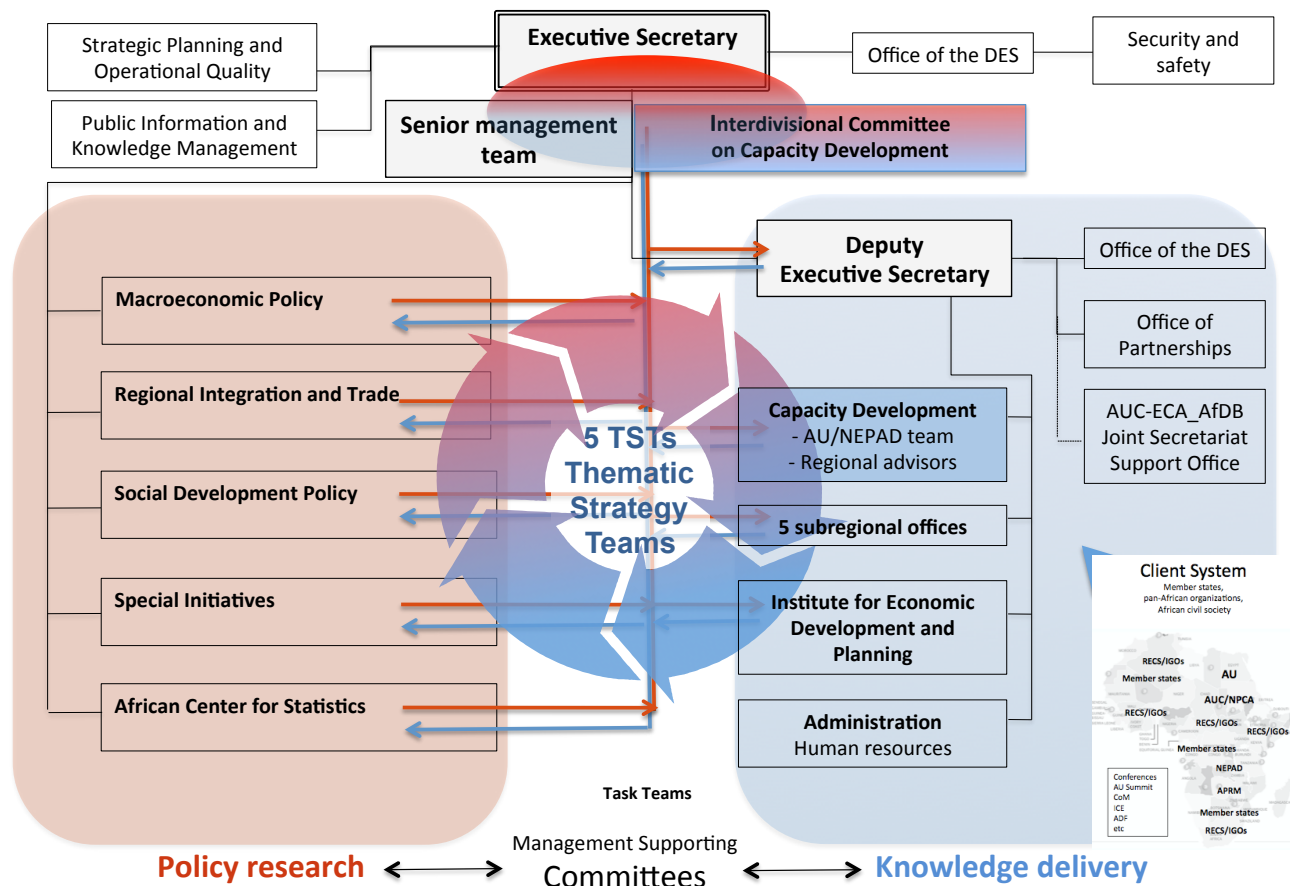 Strategic Planning and
Operational Quality
Executive Secretary
Office of the DES
Security and
safety
Public Information and
Knowledge Management
Senior management
team
Interdivisional Committee
on Capacity Development
Deputy
Executive Secretary
Office of the DES
Macroeconomic Policy
Office of
Partnerships
Regional Integration and Trade
Capacity Development
- AU/NEPAD team
- Regional advisors
AUC-ECA_AfDB
Joint Secretariat
Support Office
5 TSTs
Thematic
Strategy
Teams
Social Development Policy
5 subregional offices
Special Initiatives
Institute for Economic
Development and
Planning
African Center for Statistics
Administration
Human resources
Client System
Member states,
pan-African organizations,
African civil society
RECS/IGOs
Member states
AU
AUC/NPCA
RECS/IGOs
RECS/IGOs
RECS/IGOs
Member states
NEPAD
APRM
Member states
RECS/IGOs
Conferences
AU Summit
CoM
ICE
ADF
etc
Task Teams
Policy research
Management Supporting
Committees
Knowledge delivery